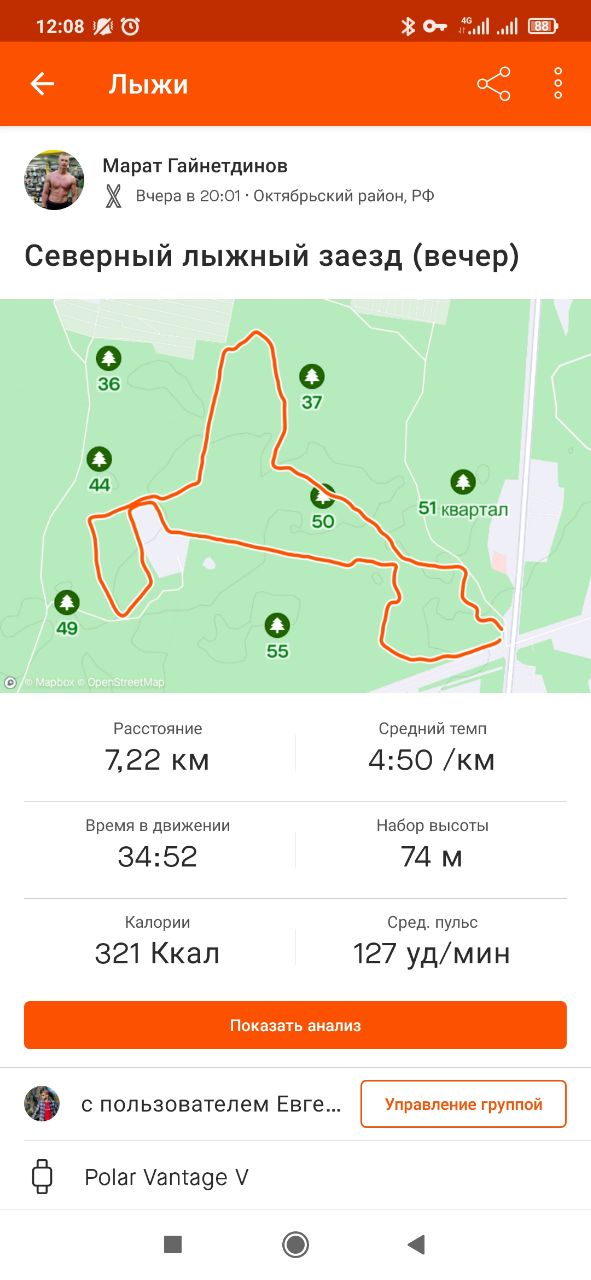 12:08
4G
88
Лыжи
Марат Гайнетдинов
Вчера в 20:01 · Октябрьский район, РФ
Северный лыжный заезд (вечер)
36
37
44
50
51 квартал
49
55
© Mapbox © OpenStreetMap
Расстояние
7,22 км
Средний темп
4:50 /км
Время в движении
34:52
Набор высоты
74 м
Калории
321 Ккал
Сред. пульс
127 уд/мин
Показать анализ
с пользователем Евге...
Управление группой
Polar Vantage V